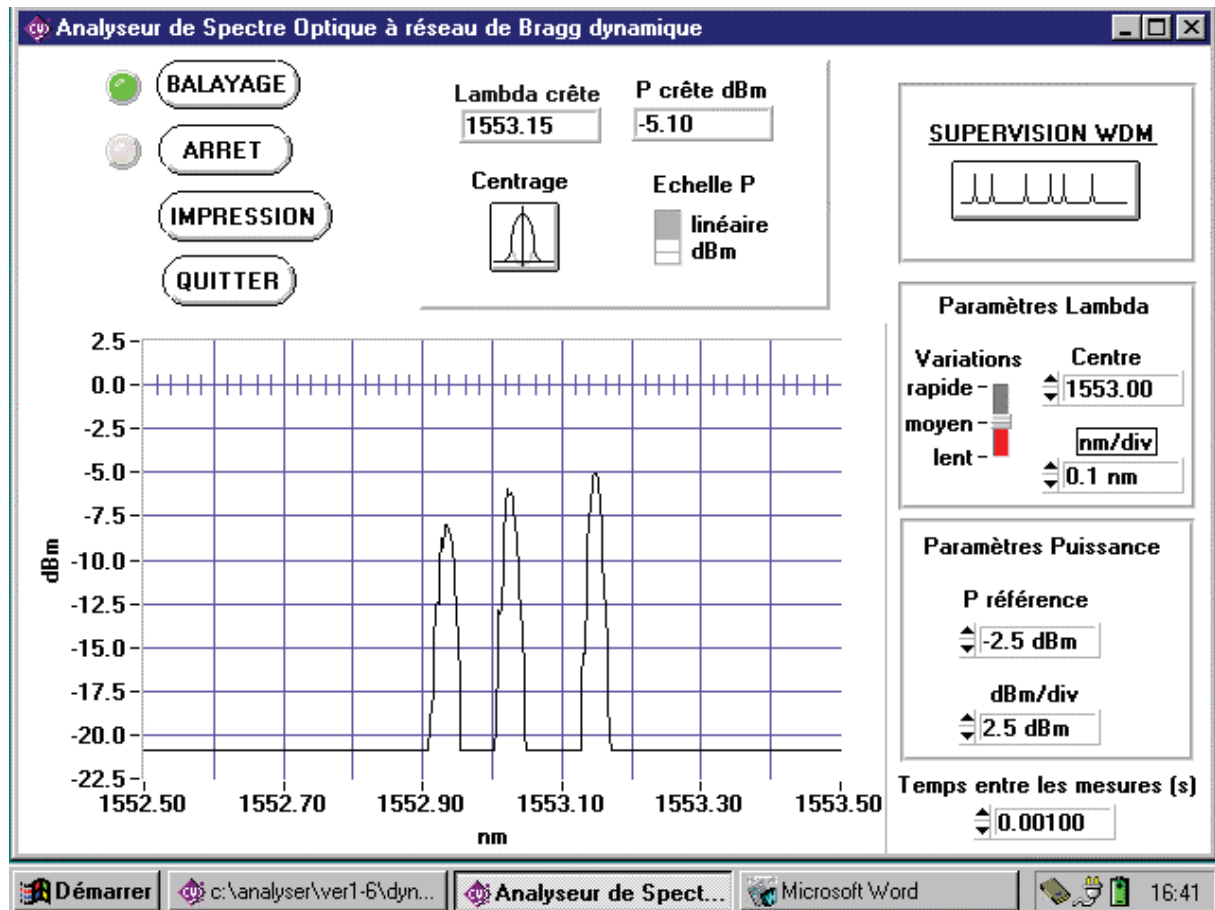 Analyseur de Spectre Optique à réseau de Bragg dynamique
BALAYAGE
ARRET
IMPRESSION
QUITTER
Lambda crête
1553.15
P crête dBm
-5.10
Centrage
Echelle P
linéaire
dBm
SUPERVISION WDM
Paramètres Lambda
Variations
rapide
moyen
lent
Centre
1553.00
nm/div
0.1 nm
Paramètres Puissance
P référence
-2.5 dBm
dBm/div
2.5 dBm
Temps entre les mesures (s)
0.00100
dBm
2.5
0.0
-2.5
-5.0
-7.5
-10.0
-12.5
-15.0
-17.5
-20.0
-22.5
1552.50 1552.70 1552.90 1553.10 1553.30 1553.50
nm
Démarrer
c:\analyser\ver1-6\dyn...
Analyseur de Spect...
Microsoft Word
16:41